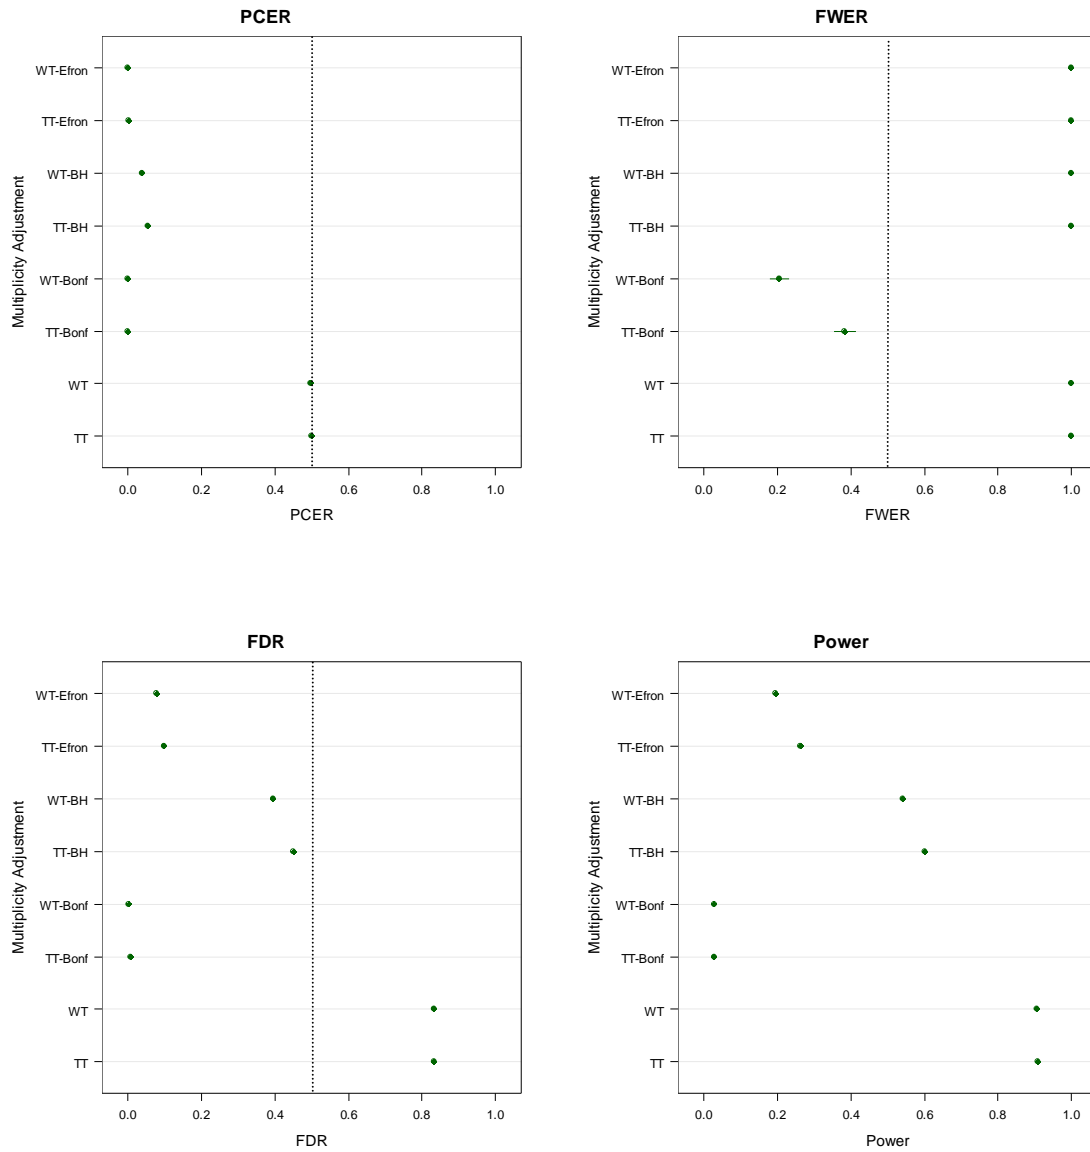 PCER
Multiplicity Adjustment
WT-Efron
TT-Efron
WT-BH
TT-BH
WT-Bonf
TT-Bonf
WT
TT
0.0 0.2 0.4 0.6 0.8 1.0
PCER
FWER
Multiplicity Adjustment
WT-Efron
TT-Efron
WT-BH
TT-BH
WT-Bonf
TT-Bonf
WT
TT
0.0 0.2 0.4 0.6 0.8 1.0
FWER
FDR
Multiplicity Adjustment
WT-Efron
TT-Efron
WT-BH
TT-BH
WT-Bonf
TT-Bonf
WT
TT
0.0 0.2 0.4 0.6 0.8 1.0
FDR
Power
Multiplicity Adjustment
WT-Efron
TT-Efron
WT-BH
TT-BH
WT-Bonf
TT-Bonf
WT
TT
0.0 0.2 0.4 0.6 0.8 1.0
Power